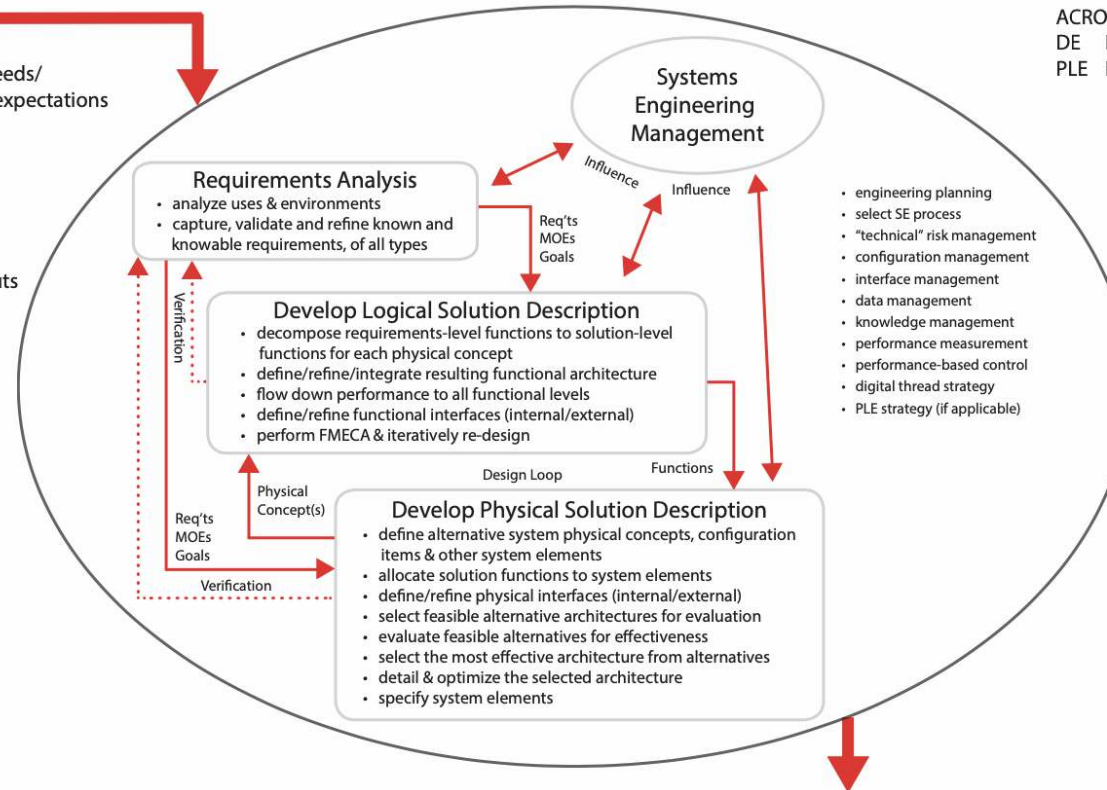 eeds/
expectations
uts
ACRO
DE
PLE
Systems
Engineering
Management
Influence
Influence
Requirements Analysis
• analyze uses & environments
• capture, validate and refine known and
knowable requirements, of all types
Req'ts
MOEs
Goals
• engineering planning
• select SE process
• "technical" risk management
• configuration management
• interface management
• data management
• knowledge management
• performance measurement
• performance-based control
• digital thread strategy
• PLE strategy (if applicable)
Verification
Develop Logical Solution Description
• decompose requirements-level functions to solution-level
functions for each physical concept
• define/refine/integrate resulting functional architecture
• flow down performance to all functional levels
• define/refine functional interfaces (internal/external)
• perform FMECA & iteratively re-design
Design Loop
Functions
Physical
Concept(s)
Req'ts
MOEs
Goals
Verification
Develop Physical Solution Description
• define alternative system physical concepts, configuration
items & other system elements
• allocate solution functions to system elements
• define/refine physical interfaces (internal/external)
• select feasible alternative architectures for evaluation
• evaluate feasible alternatives for effectiveness
• select the most effective architecture from alternatives
• detail & optimize the selected architecture
• specify system elements